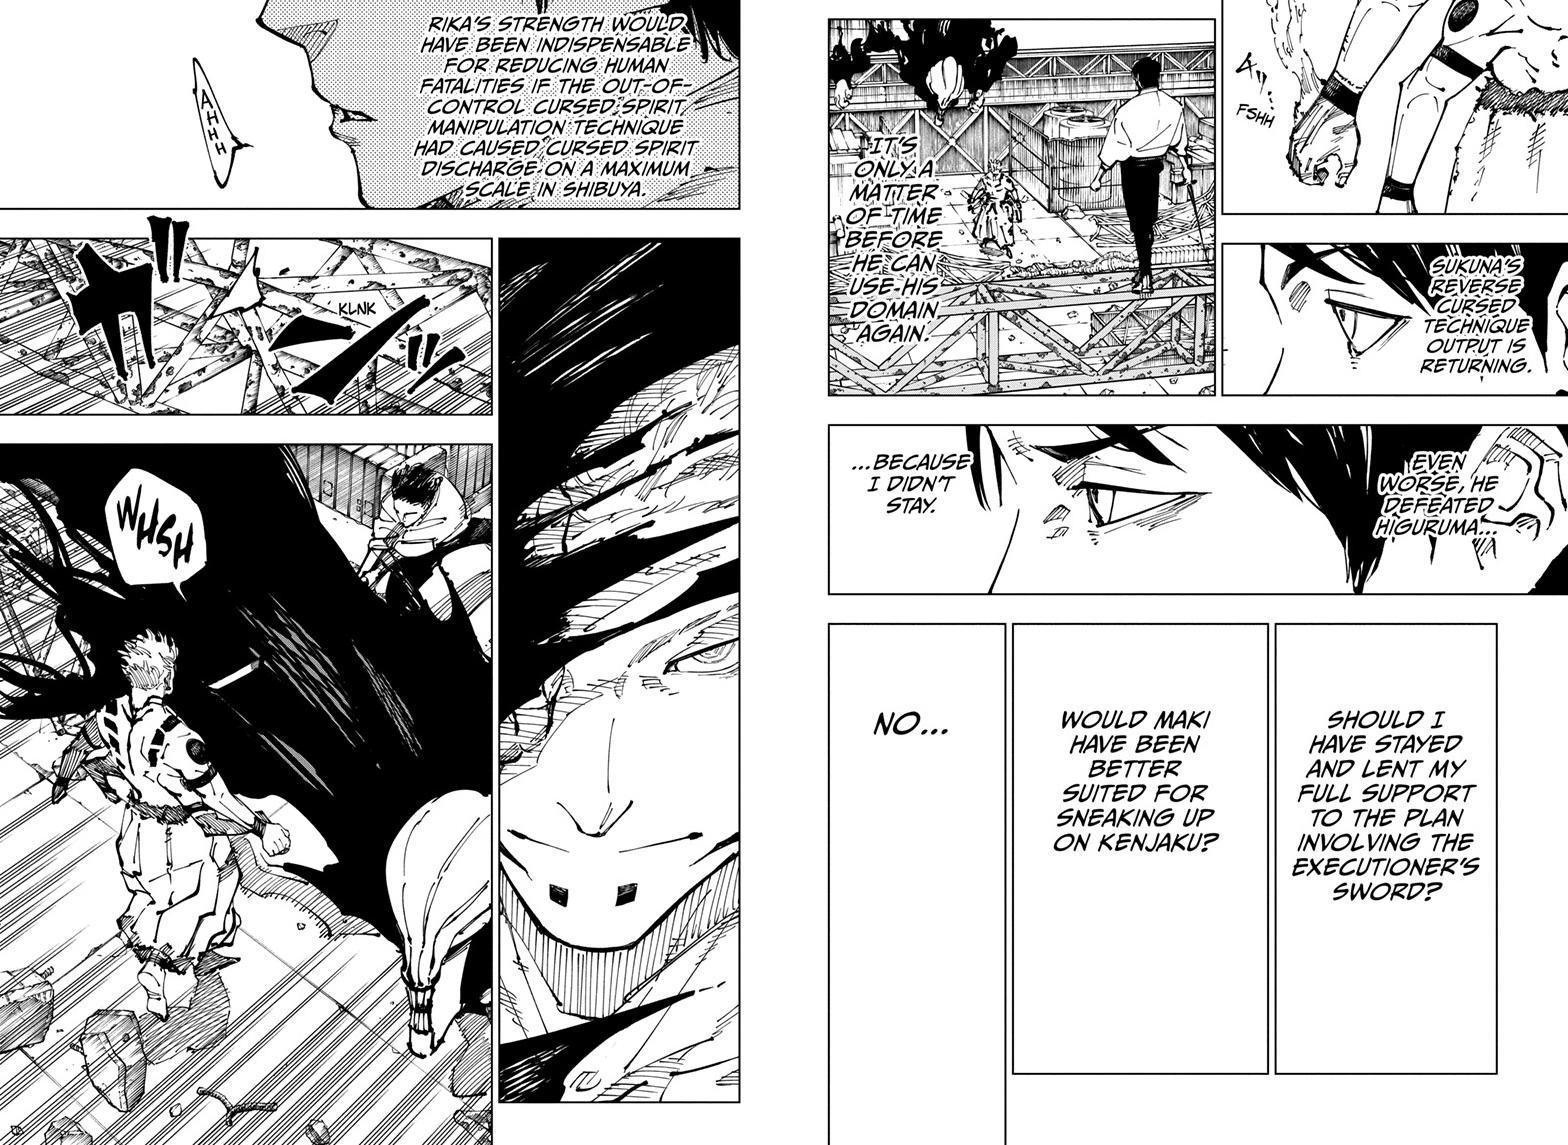 FSHH
SUKUNA'S
REVERSE
CURSED
TECHNIQUE
OUTPUT IS
RETURNING.
IT'S
ONLY A
MATTER
OF TIME
BEFORE
HE CAN
USE HIS
DOMAIN
AGAIN.
EVEN
WORSE, HE
DEFEATED
HIGURUMA...
...BECAUSE
I DIDN'T
STAY.
SHOULD I
HAVE STAYED
AND LENT MY
FULL SUPPORT
TO THE PLAN
INVOLVING THE
EXECUTIONER'S
SWORD?
WOULD MAKI
HAVE BEEN
BETTER
SUITED FOR
SNEAKING UP
ON KENJAKU?
NO...
RIKA'S STRENGTH WOULD
HAVE BEEN INDISPENSABLE
FOR REDUCING HUMAN
FATALITIES IF THE OUT-OF-
CONTROL CURSED SPIRIT
MANIPULATION TECHNIQUE
HAD CAUSED CURSED SPIRIT
DISCHARGE ON A MAXIMUM
SCALE IN SHIBUYA.
AHHH
KLNK
WHSH